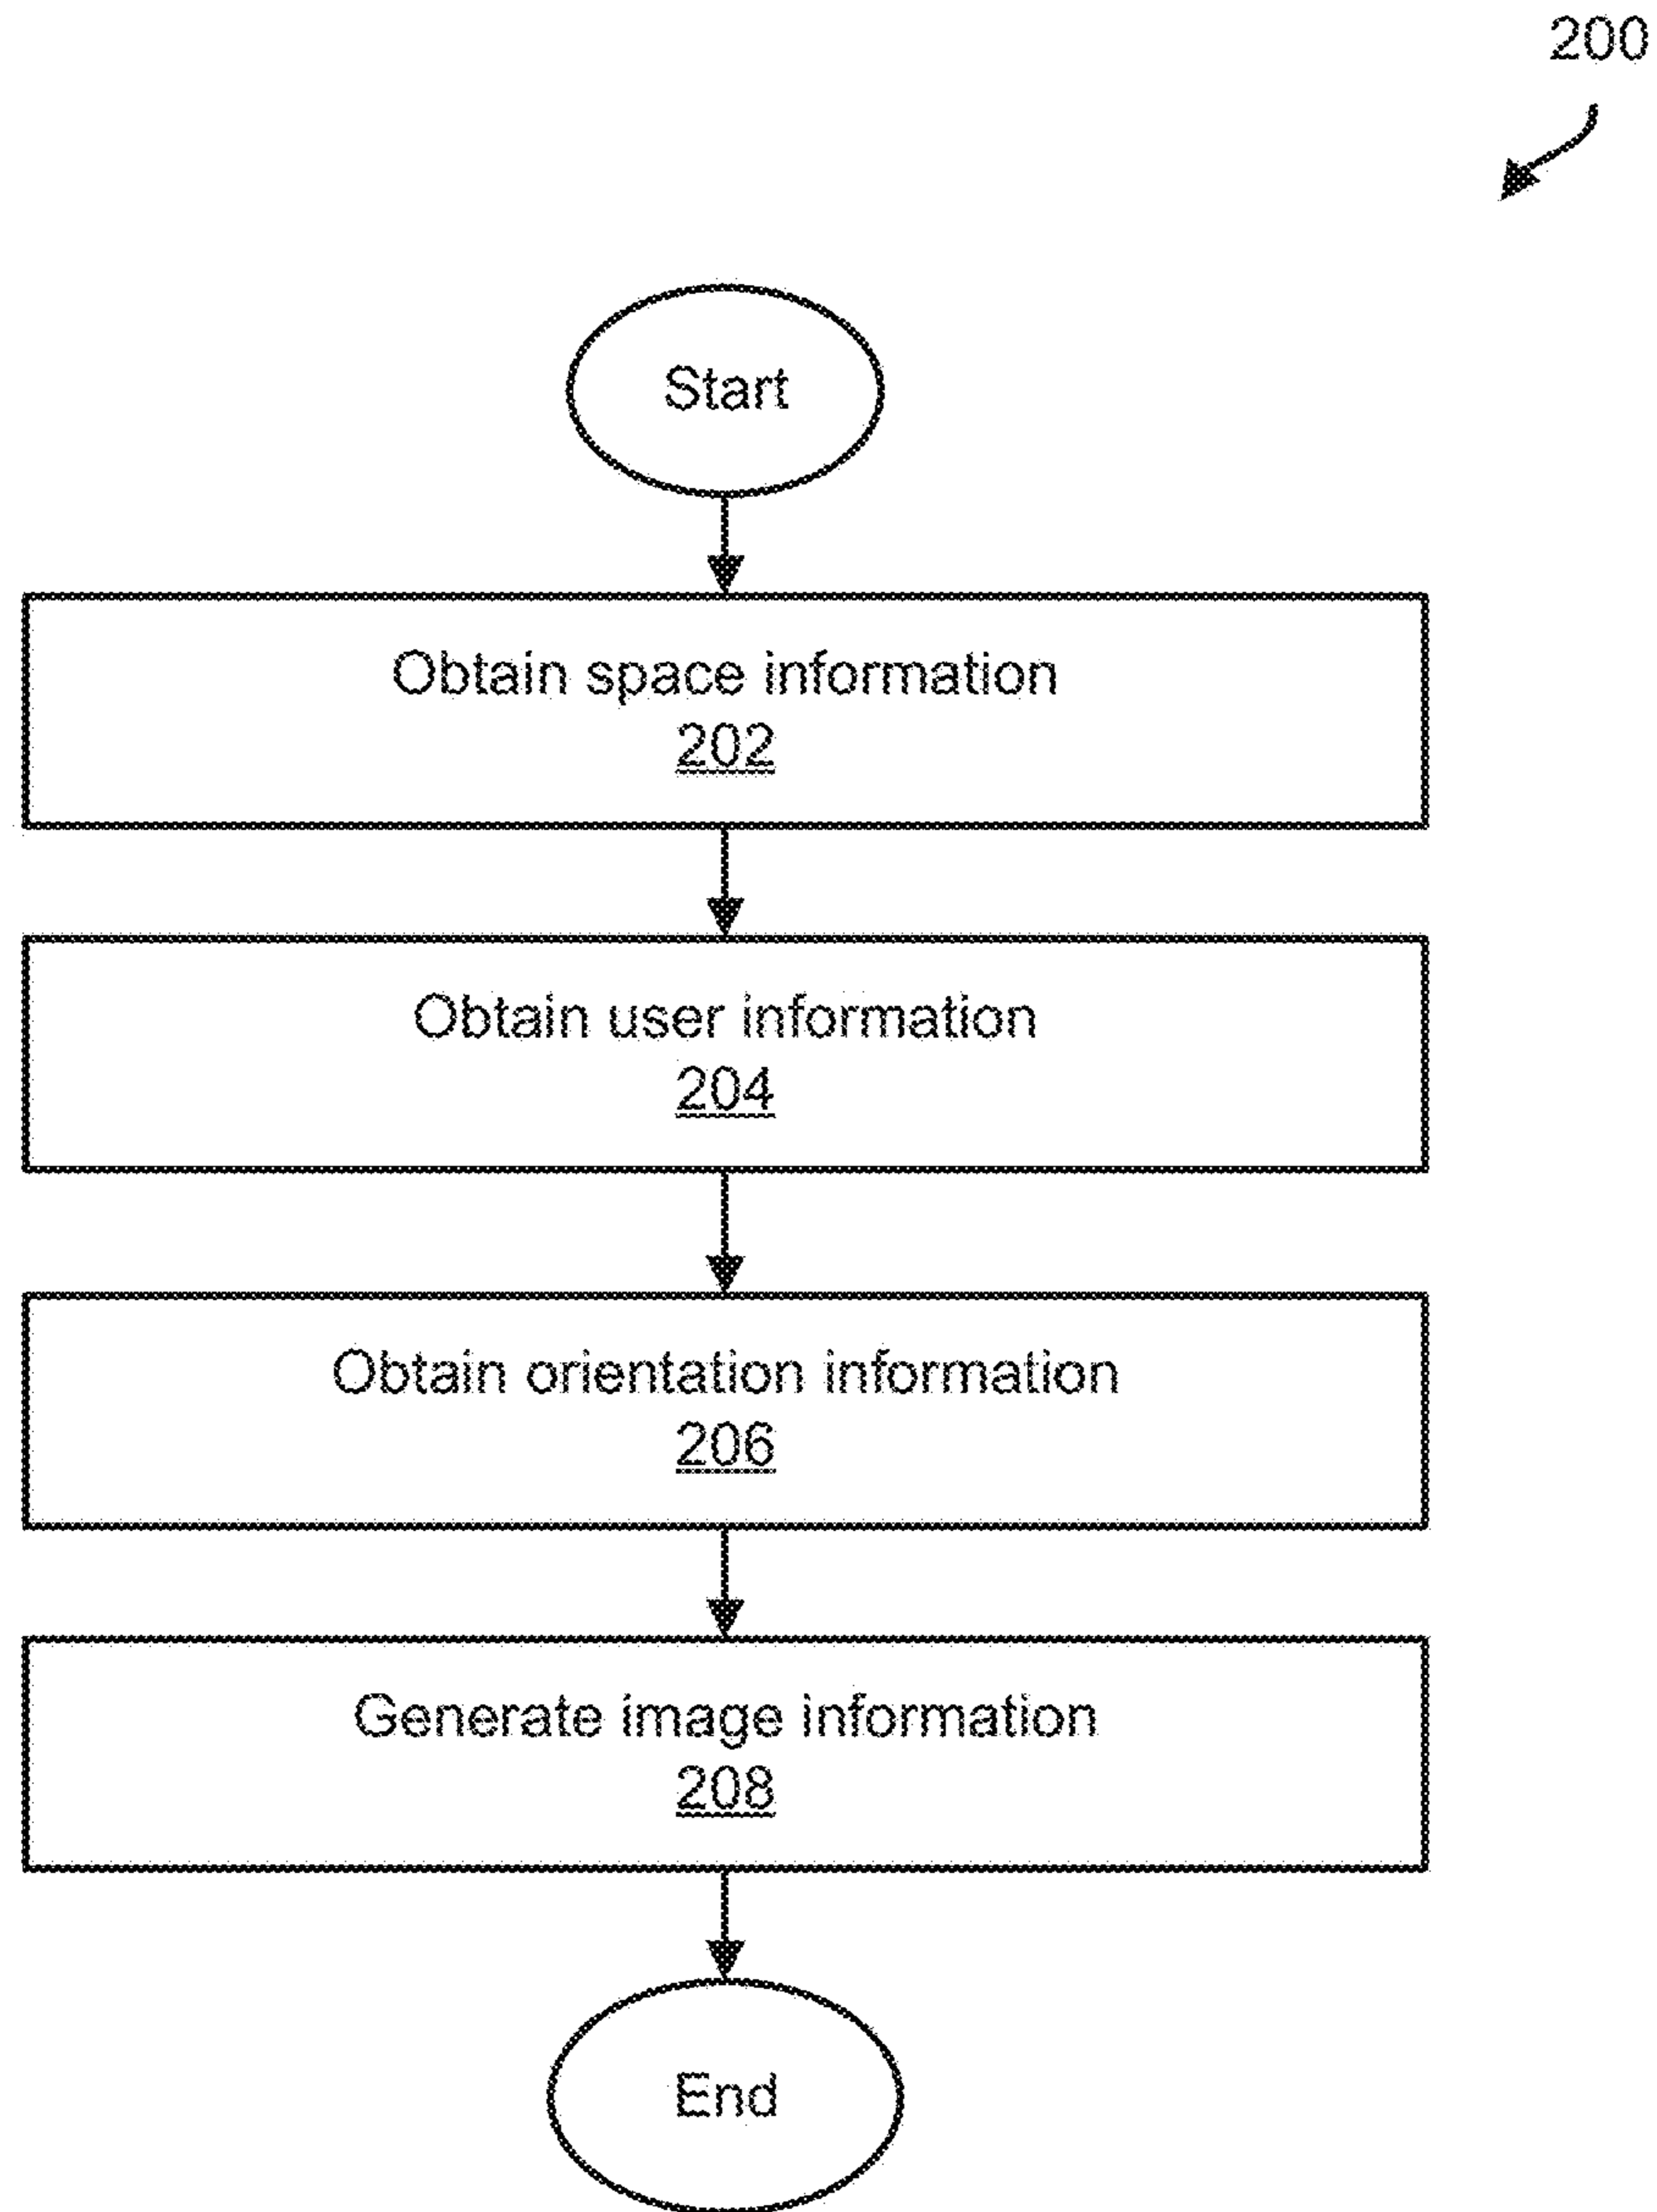 200
Start
Obtain space information
202
Obtain user information
204
Obtain orientation information
206
Generate image information
208
End